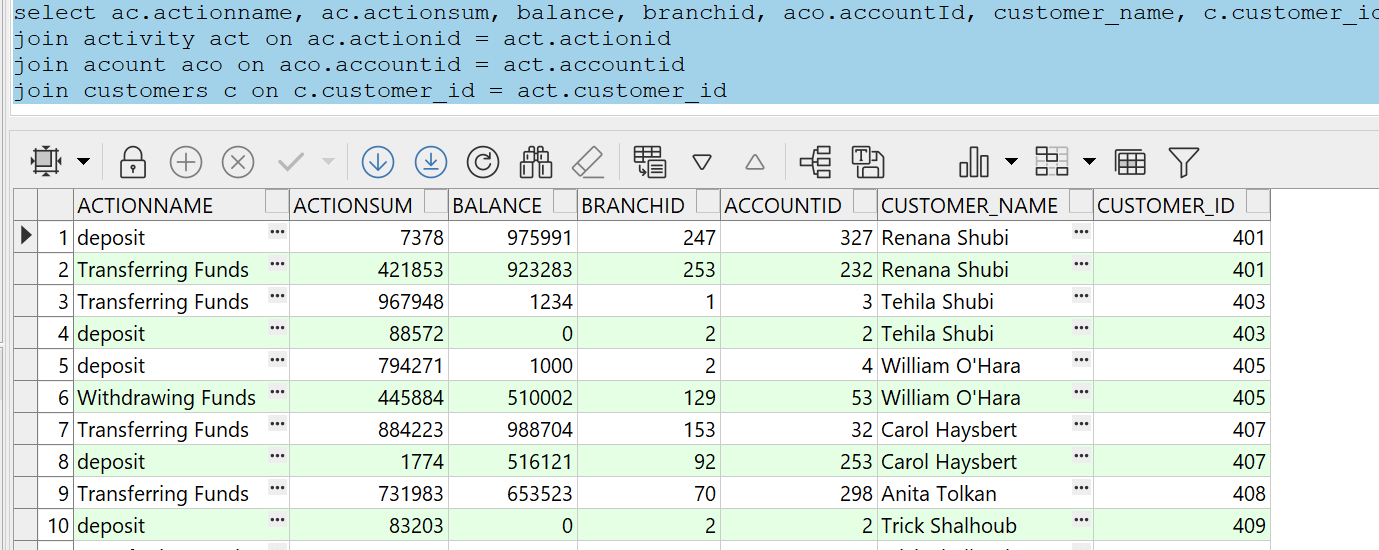 select ac.actionname, ac.actionsum, balance, branchid, aco.accountId, customer_name, c.customer_id
join activity act on ac.actionid = act.actionid
join acount aco on aco.accountid = act.accountid
join customers c on c.customer_id = act.customer_id
ACTIONNAME ACTIONSUM BALANCE BRANCHID ACCOUNTID CUSTOMER_NAME CUSTOMER_ID
1 deposit ... 7378 975991 247 327 Renana Shubi ... 401
2 Transferring Funds ... 421853 923283 253 232 Renana Shubi ... 401
3 Transferring Funds ... 967948 1234 1 3 Tehila Shubi ... 403
4 deposit ... 88572 0 2 2 Tehila Shubi ... 403
5 deposit ... 794271 1000 2 4 William O'Hara ... 405
6 Withdrawing Funds ... 445884 510002 129 53 William O'Hara ... 405
7 Transferring Funds ... 884223 988704 153 32 Carol Haysbert ... 407
8 deposit ... 1774 516121 92 253 Carol Haysbert ... 407
9 Transferring Funds ... 731983 653523 70 298 Anita Tolkan ... 408
10 deposit ... 83203 0 2 2 Trick Shalhoub ... 409